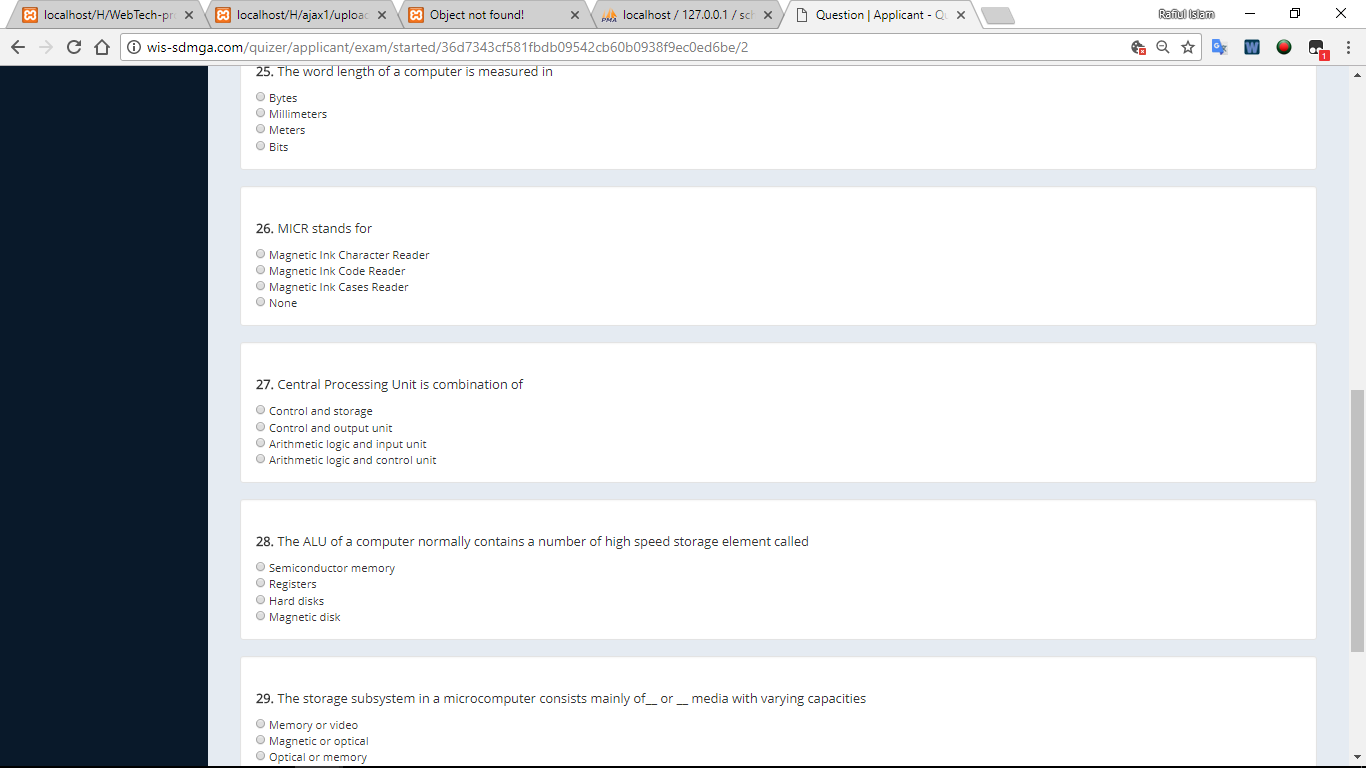 localhost/H/WebTech-pr
localhost/H/ajax1/upload
Object not found!
localhost / 127.0.0.1 / sch
Question | Applicant - Qu
Rafiul Islam
wis-sdmga.com/quizer/applicant/exam/started/36d7343cf581fbdb09542cb60b0938f9ec0ed6be/2
25. The word length of a computer is measured in
Bytes
Millimeters
Meters
Bits
26. MICR stands for
Magnetic Ink Character Reader
Magnetic Ink Code Reader
Magnetic Ink Cases Reader
None
27. Central Processing Unit is combination of
Control and storage
Control and output unit
Arithmetic logic and input unit
Arithmetic logic and control unit
28. The ALU of a computer normally contains a number of high speed storage element called
Semiconductor memory
Registers
Hard disks
Magnetic disk
29. The storage subsystem in a microcomputer consists mainly of__ or __ media with varying capacities
Memory or video
Magnetic or optical
Optical or memory